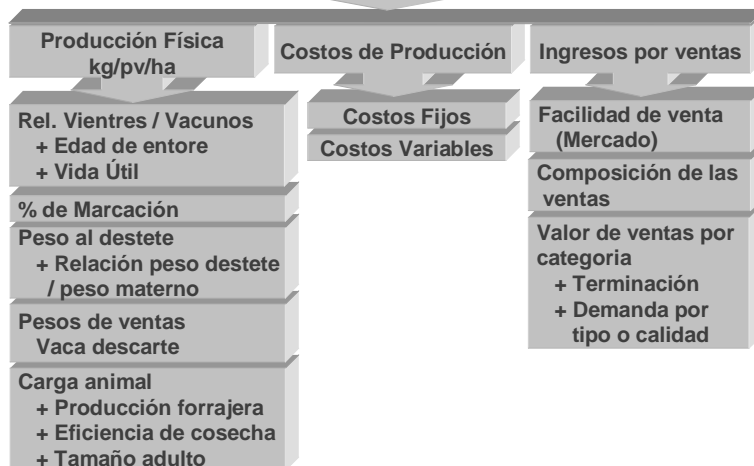 Producción Física
kg/pv/ha
Rel. Vientres / Vacunos
+ Edad de entore
+ Vida Útil
% de Marcación
Peso al destete
+ Relación peso destete
/ peso materno
Pesos de ventas
Vaca descarte
Carga animal
+ Producción forrajera
+ Eficiencia de cosecha
+ Tamaño adulto
Costos de Producción
Costos Fijos
Costos Variables
Ingresos por ventas
Facilidad de venta
(Mercado)
Composición de las
ventas
Valor de ventas por
categoria
+ Terminación
+ Demanda por
tipo o calidad